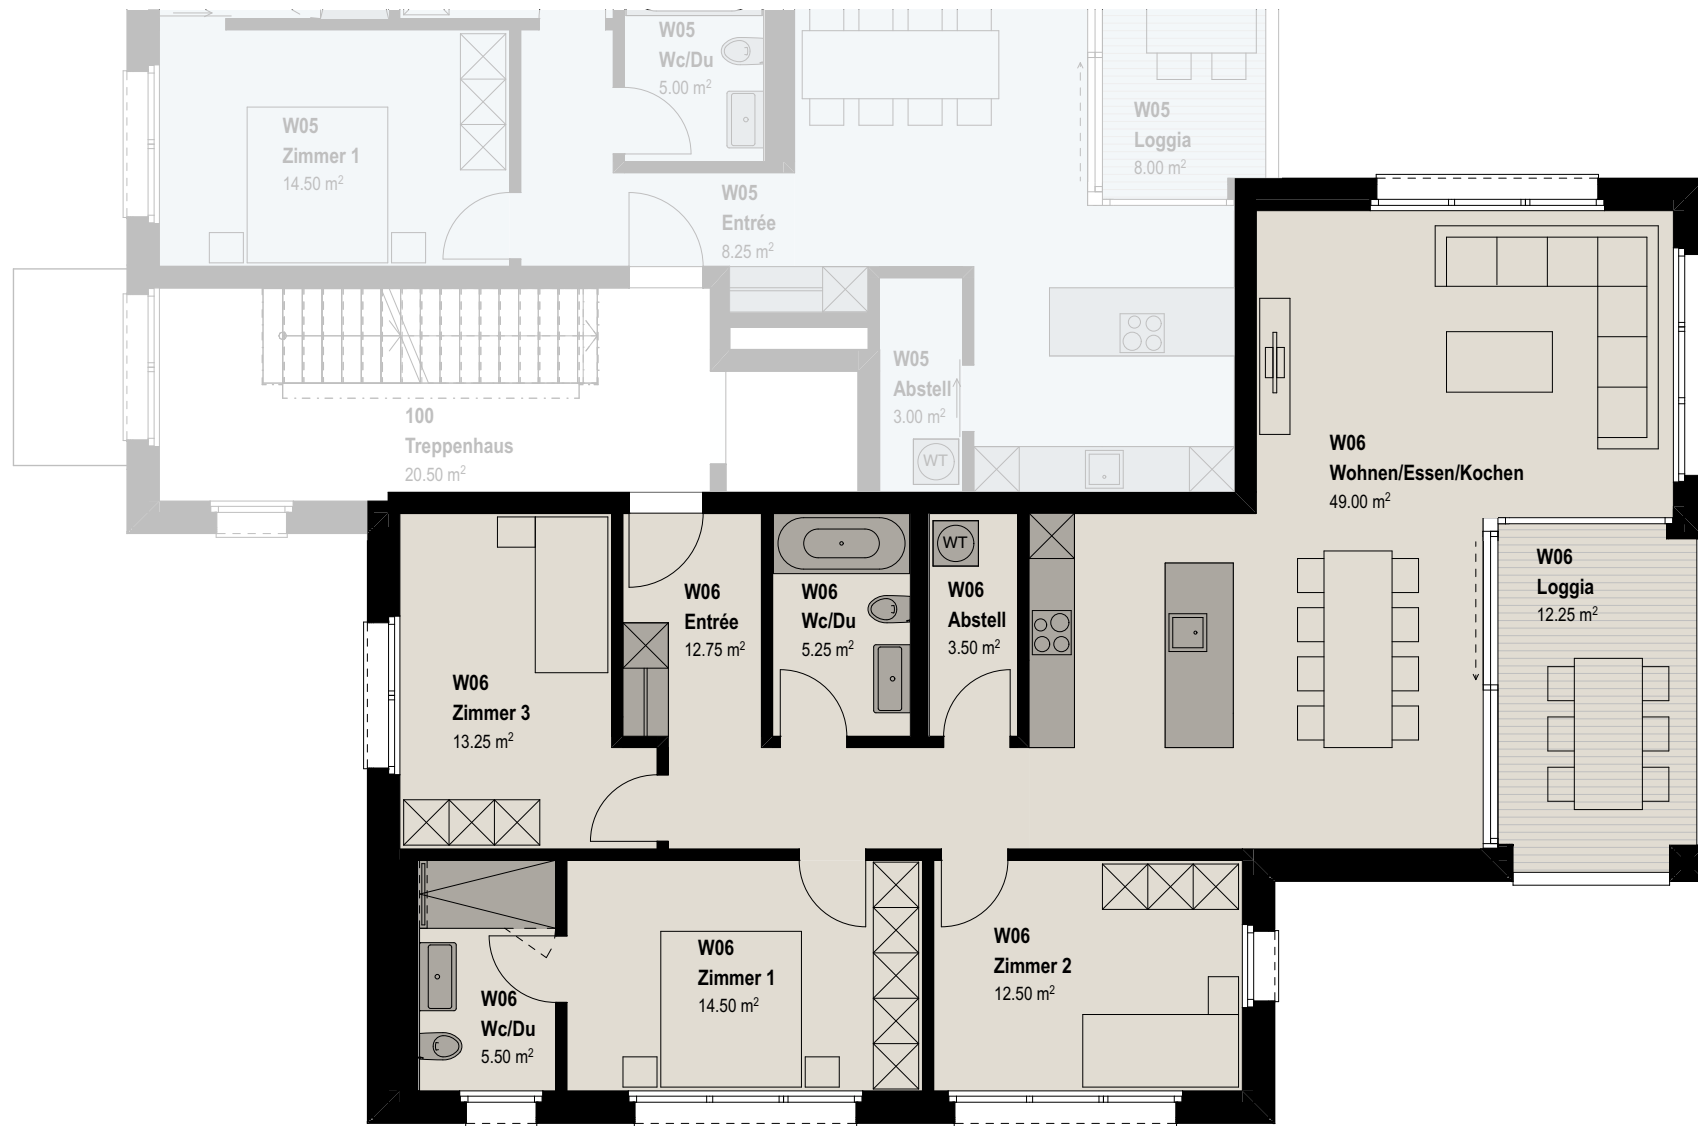 W05
Wc/Du
5.00 m²
W05
Zimmer 1
14.50 m²
W05
Loggia
8.00 m²
W05
Entrée
8.25 m²
W05
Abstell
3.00 m²
WT
100
Treppenhaus
20.50 m²
W06
Wohnen/Essen/Kochen
49.00 m²
W06
Loggia
12.25 m²
W06
Entrée
12.75 m²
W06
Wc/Du
5.25 m²
WT
W06
Abstell
3.50 m²
W06
Zimmer 3
13.25 m²
W06
Wc/Du
5.50 m²
W06
Zimmer 1
14.50 m²
W06
Zimmer 2
12.50 m²